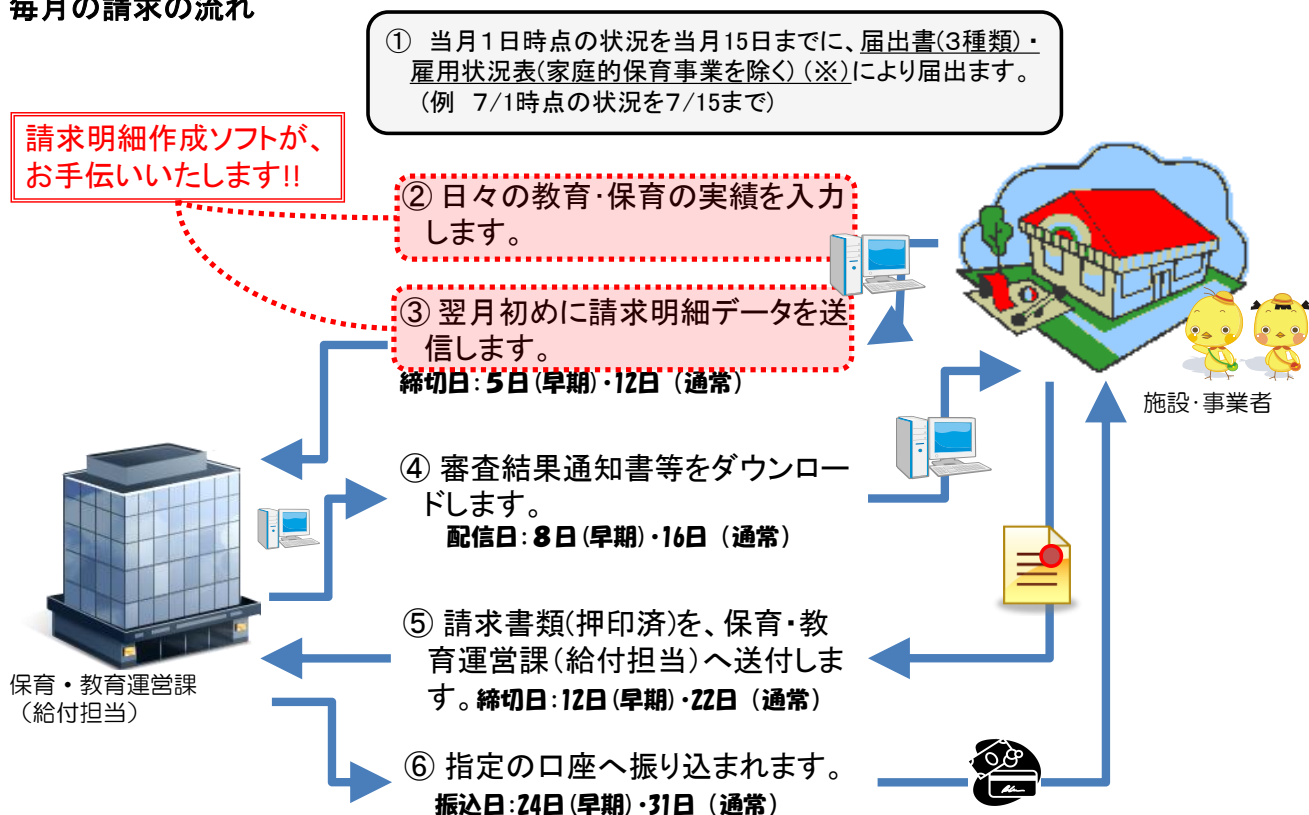 毎月の請求の流れ
① 当月1日時点の状況を当月15日までに、届出書(3種類)・
雇用状況表(家庭的保育事業を除く)(※)により届出ます。
(例 7/1時点の状況を7/15まで)
請求明細作成ソフトが、
お手伝いいたします!!
② 日々の教育・保育の実績を入力
します。
③ 翌月初めに請求明細データを送
信します。
締切日:5日(早期)・12日 (通常)
施設・事業者
④ 審査結果通知書等をダウンロー
ドします。
配信日:8日(早期)・16日 (通常)
⑤ 請求書類(押印済)を、保育・教
育運営課(給付担当)へ送付しま
す。締切日:12日(早期)・22日 (通常)
保育・教育運営課
(給付担当)
⑥ 指定の口座へ振り込まれます。
振込日:24日(早期)・31日 (通常)